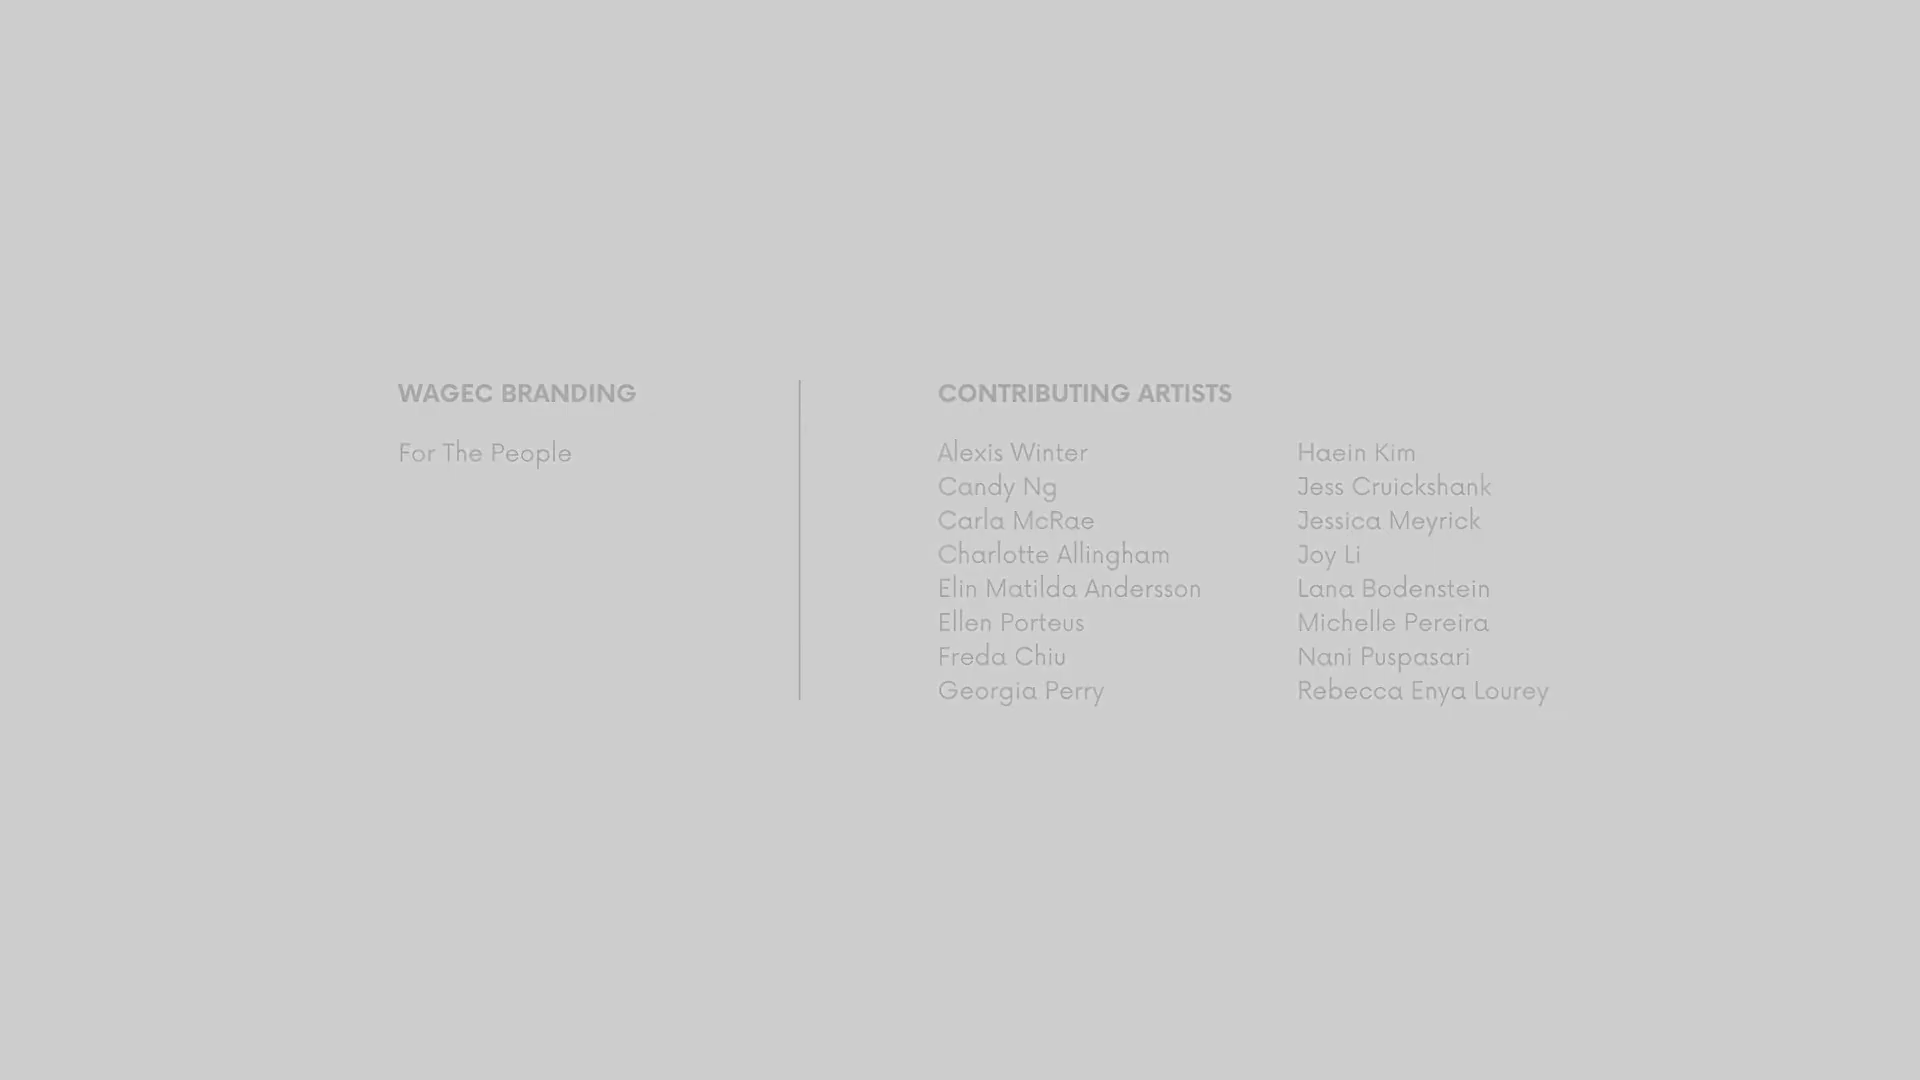 WAGEC BRANDING
For The People
CONTRIBUTING ARTISTS
Alexis Winter
Candy Ng
Carla McRae
Charlotte Allingham
Elin Matilda Andersson
Ellen Porteus
Freda Chiu
Georgia Perry
Haein Kim
Jess Cruickshank
Jessica Meyrick
Joy Li
Lana Bodenstein
Michelle Pereira
Nani Puspasari
Rebecca Enya Lourey